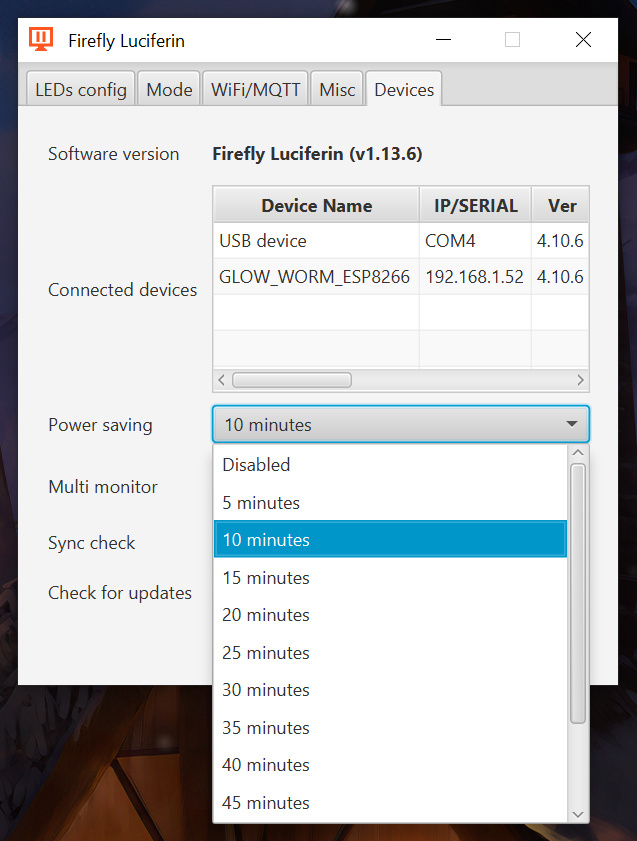 Firefly Luciferin
LEDs config Mode WiFi/MQTT Misc Devices
Software version Firefly Luciferin (v1.13.6)
Device Name IP/SERIAL Ver
USB device COM4 4.10.6
GLOW_WORM_ESP8266 192.168.1.52 4.10.6
Connected devices
Power saving 10 minutes
Disabled
Multi monitor
5 minutes
10 minutes
Sync check
15 minutes
Check for updates
20 minutes
25 minutes
30 minutes
35 minutes
40 minutes
45 minutes